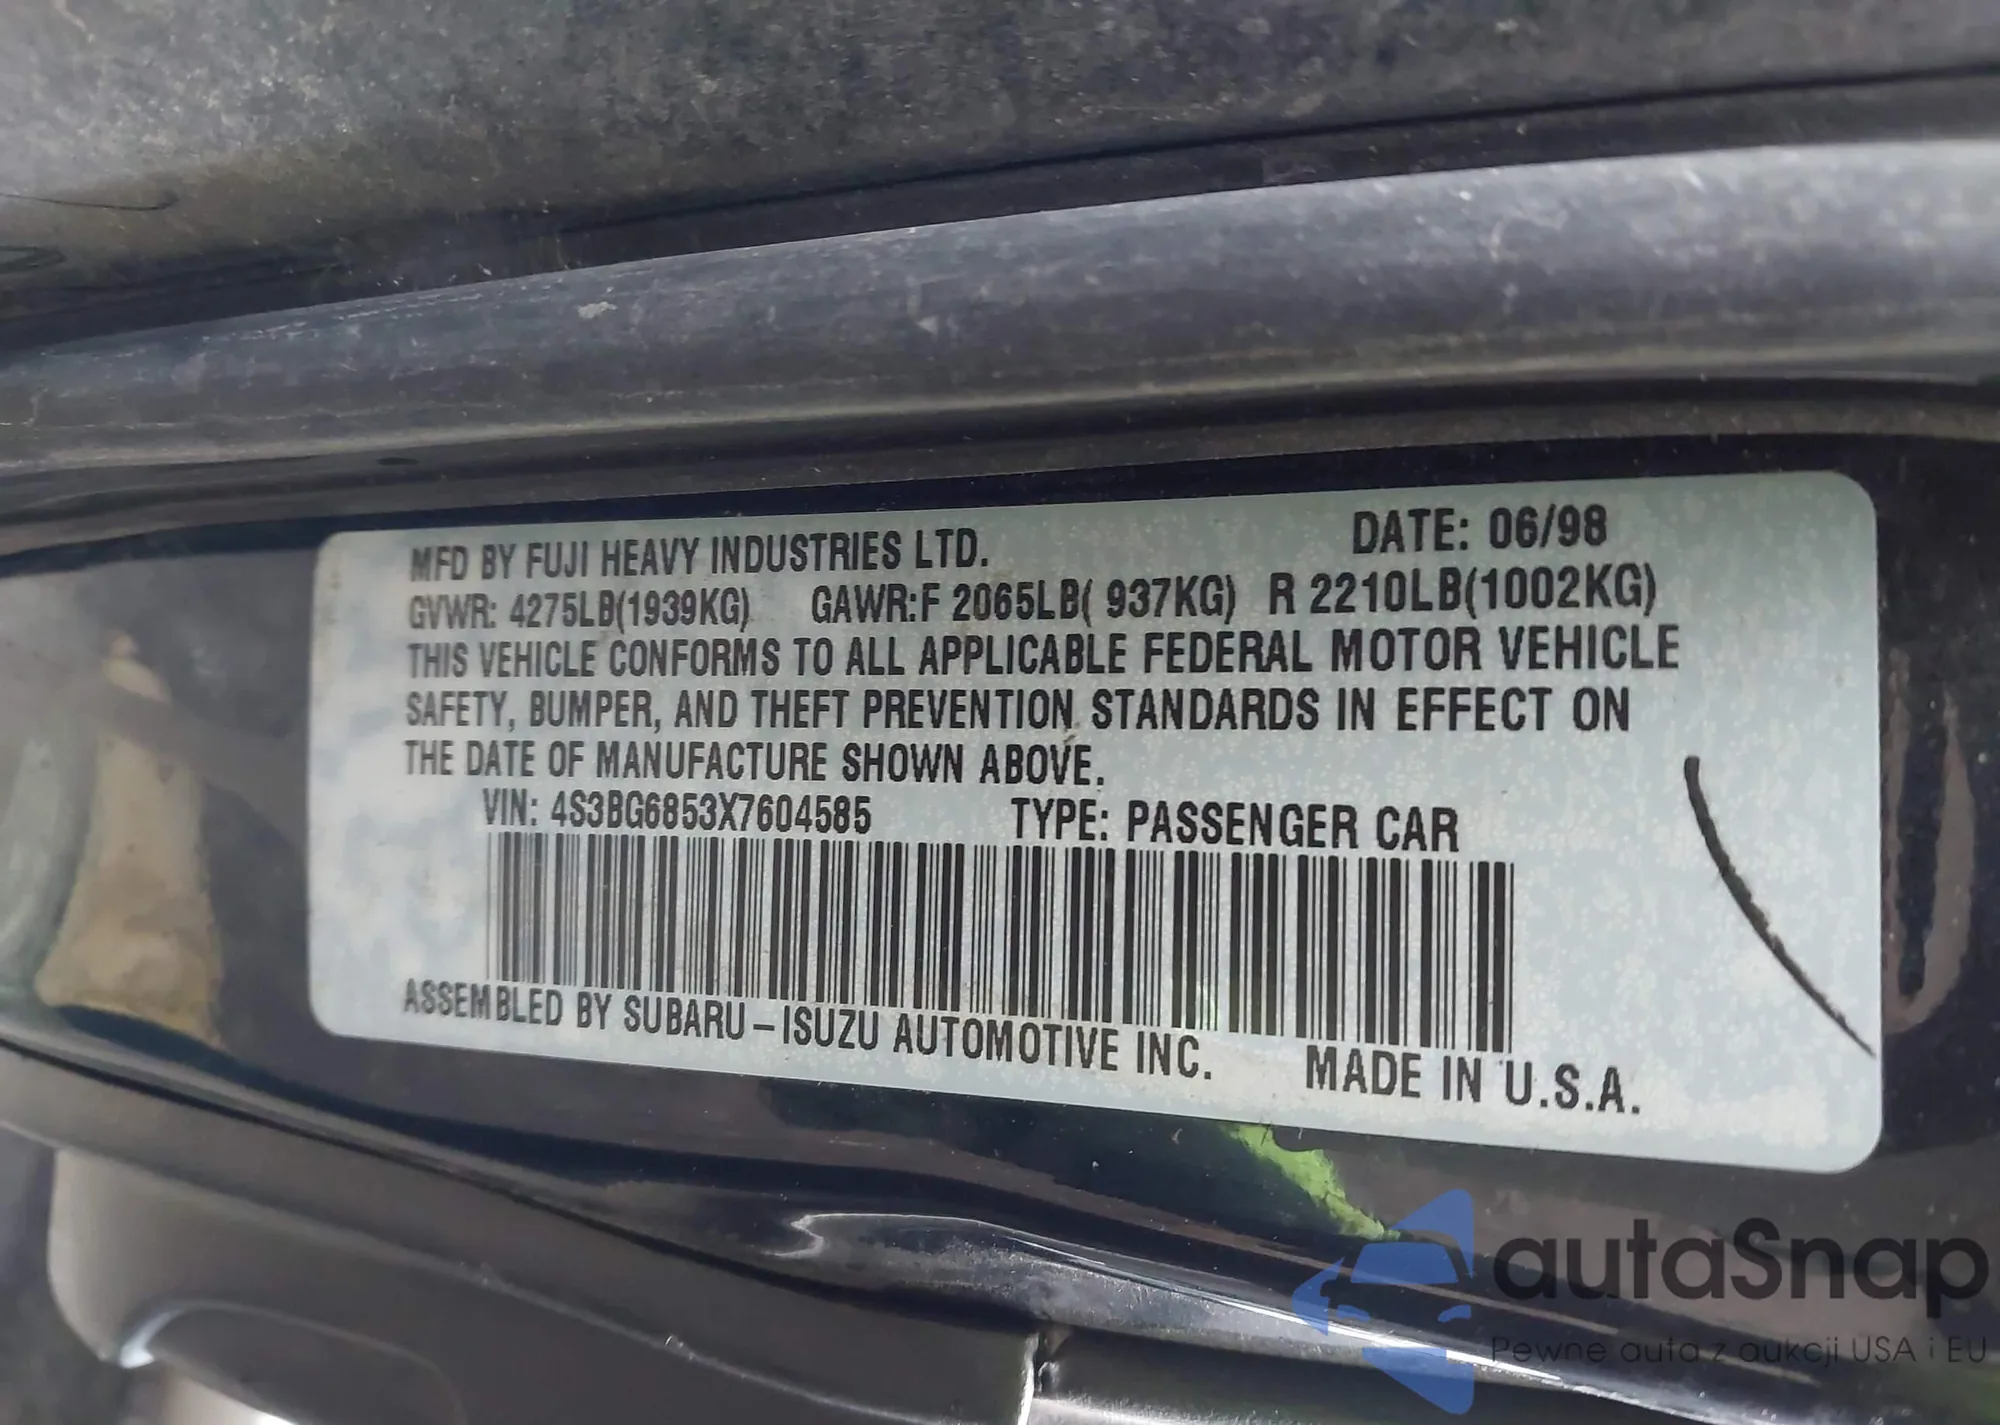 MFD BY FUJI HEAVY INDUSTRIES LTD. DATE: 06/98
GVWR: 4275LB(1939KG) GAWR:F 2065LB( 937KG) R 2210LB(1002KG)
THIS VEHICLE CONFORMS TO ALL APPLICABLE FEDERAL MOTOR VEHICLE
SAFETY, BUMPER, AND THEFT PREVENTION STANDARDS IN EFFECT ON
THE DATE OF MANUFACTURE SHOWN ABOVE.
VIN: 4S3BG6853X7604585 TYPE: PASSENGER CAR
ASSEMBLED BY SUBARU-ISUZU AUTOMOTIVE INC. MADE IN U.S.A.
autaSnap
Pewne auta z aukcji USA i EU